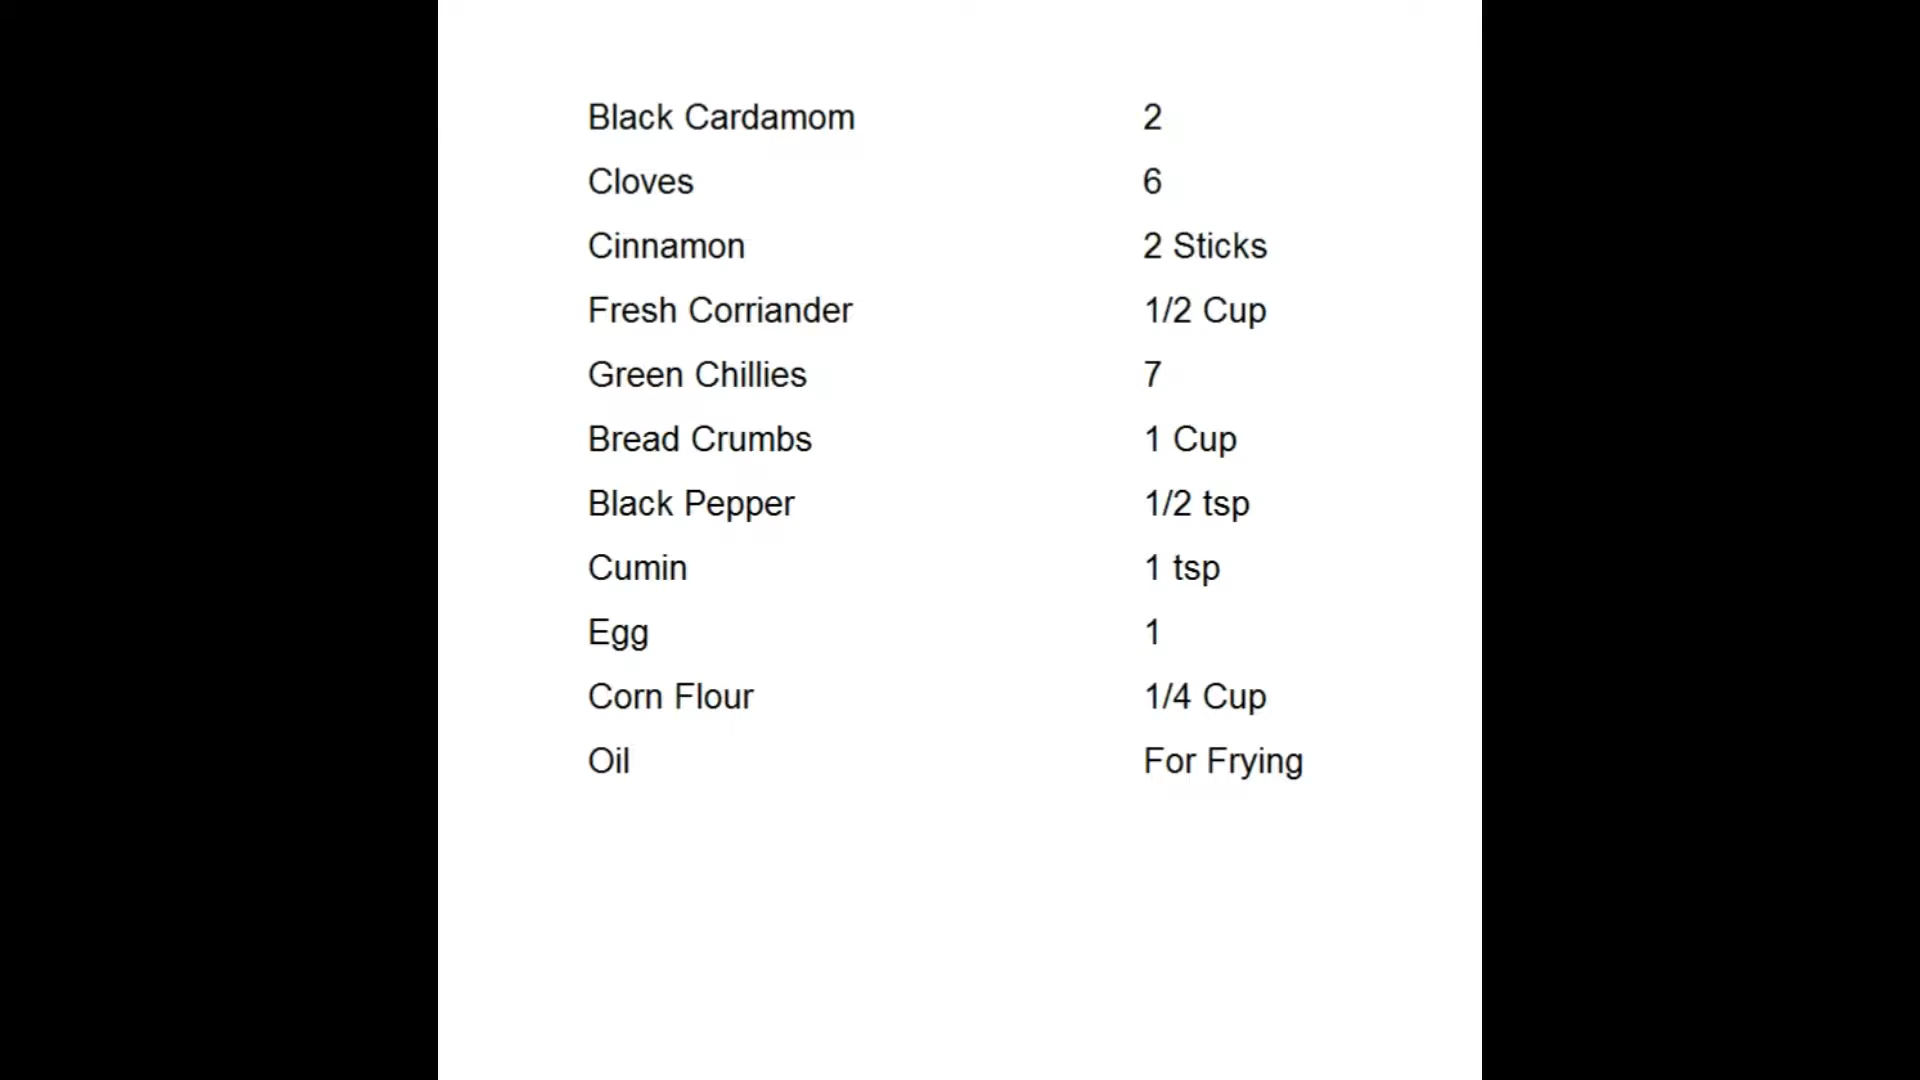 Black Cardamom 2
Cloves 6
Cinnamon 2 Sticks
Fresh Corriander 1/2 Cup
Green Chillies 7
Bread Crumbs 1 Cup
Black Pepper 1/2 tsp
Cumin 1 tsp
Egg 1
Corn Flour 1/4 Cup
Oil For Frying